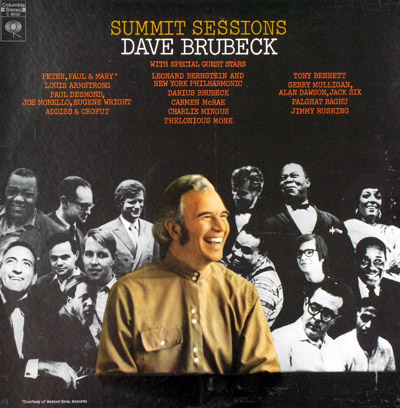 Columbia
Stereo
SUMMIT SESSIONS
DAVE BRUBECK
WITH SPECIAL GUEST STARS
PETER, PAUL & MARY*
LOUIS ARMSTRONG
PAUL DESMOND,
JOE MORELLO, EUGENE WRIGHT
ADDISS & CROFUT
LEONARD BERNSTEIN AND
NEW YORK PHILHARMONIC
DARIUS BRUBECK
CARMEN McRAE
CHARLIE MINGUS
THELONIOUS MONK
TONY BENNETT
GERRY MULLIGAN,
ALAN DAWSON, JACK SIX
PALGHAT RAGHU
JIMMY RUSHING
*Courtesy of Warner Bros. Records